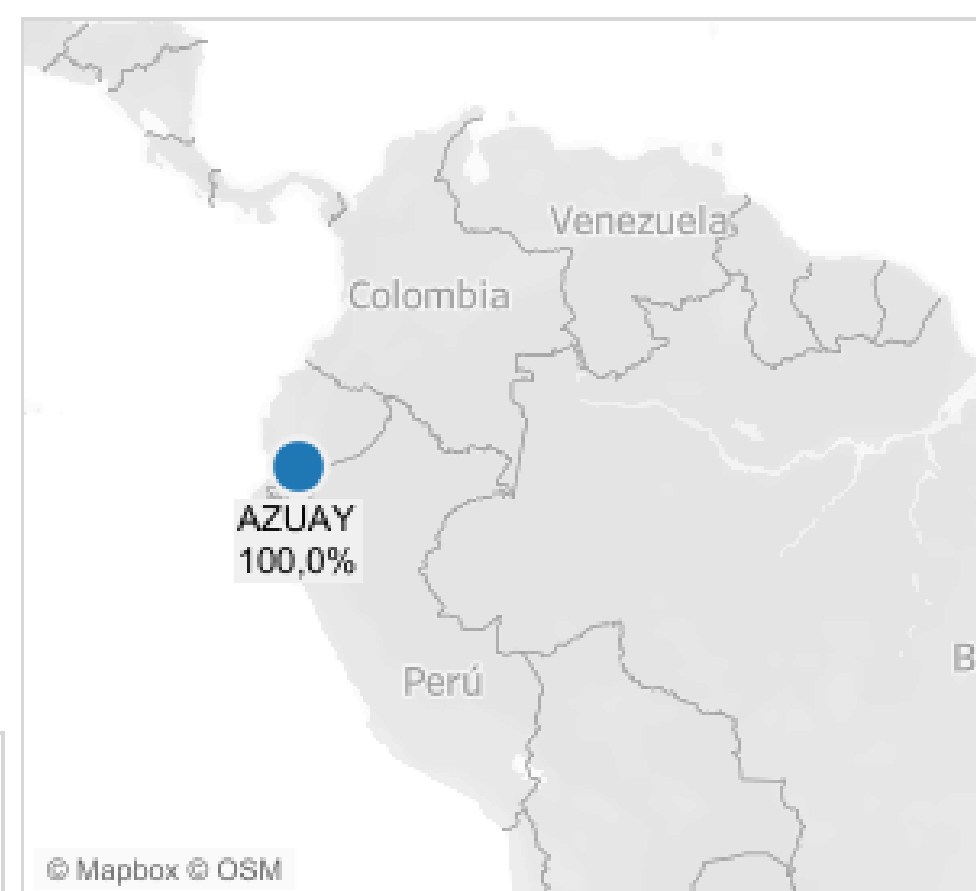 Venezuela
Colombia
AZUAY
100,0%
Perú
B
© Mapbox © OSM